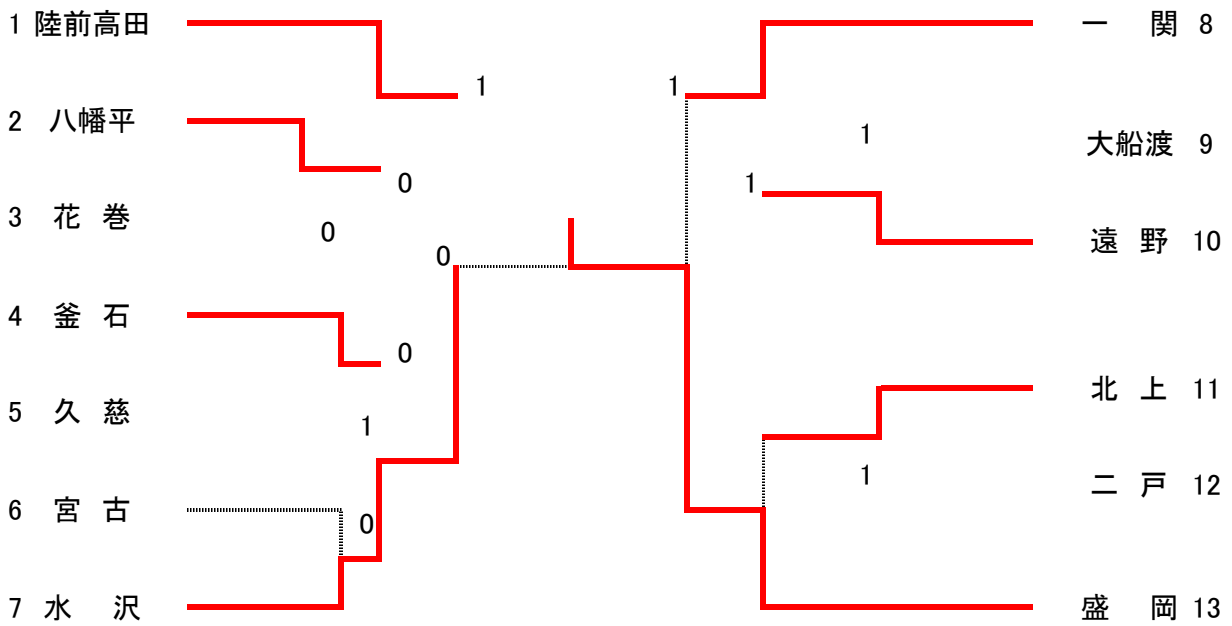 1 陸前高田
2 八幡平
3 花 巻
4 釜 石
5 久 慈
6 宮 古
7 水 沢
1
0
0
0
0
1
0
1
1
1
1
一 関 8
大船渡 9
遠 野 10
北 上 11
二 戸 12
盛 岡 13